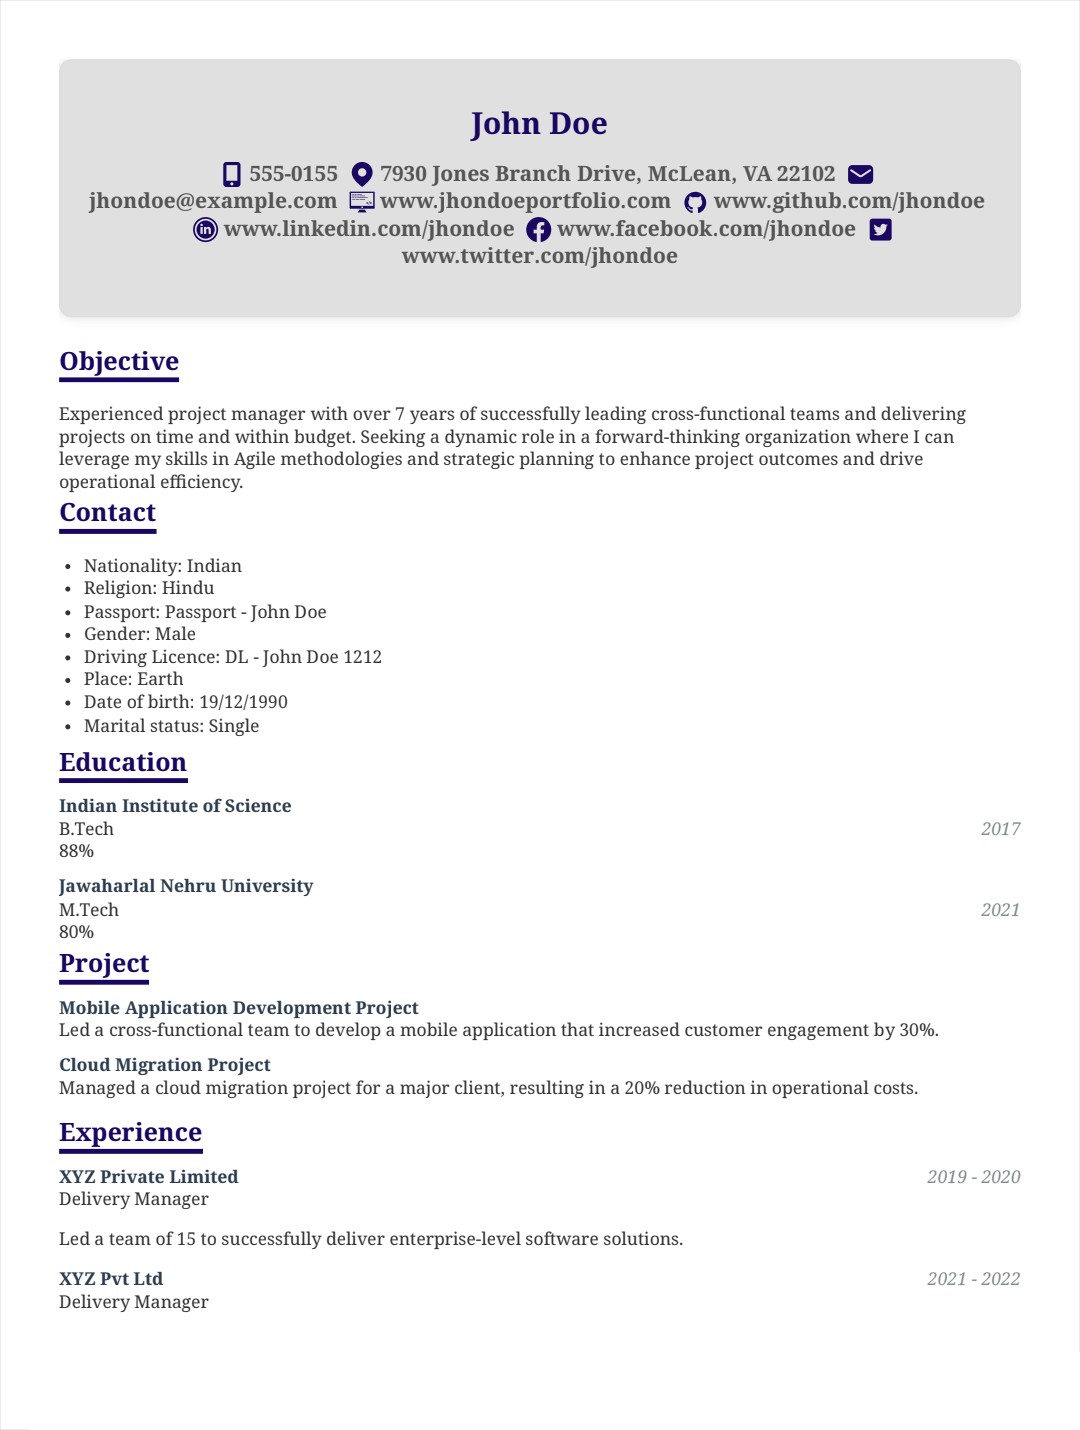 John Doe
555-0155 7930 Jones Branch Drive, McLean, VA 22102
jhondoe@example.com www.jhondoeportfolio.com www.github.com/jhondoe
www.linkedin.com/jhondoe www.facebook.com/jhondoe
www.twitter.com/jhondoe
Objective
Experienced project manager with over 7 years of successfully leading cross-functional teams and delivering
projects on time and within budget. Seeking a dynamic role in a forward-thinking organization where I can
leverage my skills in Agile methodologies and strategic planning to enhance project outcomes and drive
operational efficiency.
Contact
• Nationality: Indian
• Religion: Hindu
• Passport: Passport - John Doe
• Gender: Male
• Driving Licence: DL - John Doe 1212
• Place: Earth
• Date of birth: 19/12/1990
• Marital status: Single
Education
Indian Institute of Science
B.Tech 2017
88%
Jawaharlal Nehru University
M.Tech 2021
80%
Project
Mobile Application Development Project
Led a cross-functional team to develop a mobile application that increased customer engagement by 30%.
Cloud Migration Project
Managed a cloud migration project for a major client, resulting in a 20% reduction in operational costs.
Experience
XYZ Private Limited 2019 - 2020
Delivery Manager
Led a team of 15 to successfully deliver enterprise-level software solutions.
XYZ Pvt Ltd 2021 - 2022
Delivery Manager